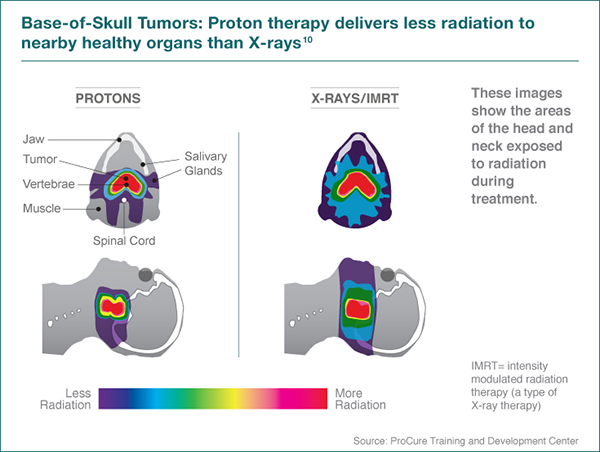 Base-of-Skull Tumors: Proton therapy delivers less radiation to
nearby healthy organs than X-rays¹⁰
PROTONS
X-RAYS/IMRT
These images
show the areas
of the head and
neck exposed
to radiation
during
treatment.
Jaw
Tumor
Vertebrae
Muscle
Salivary
Glands
Spinal Cord
Less
Radiation
More
Radiation
IMRT= intensity
modulated radiation
therapy (a type of
X-ray therapy)
Source: ProCure Training and Development Center